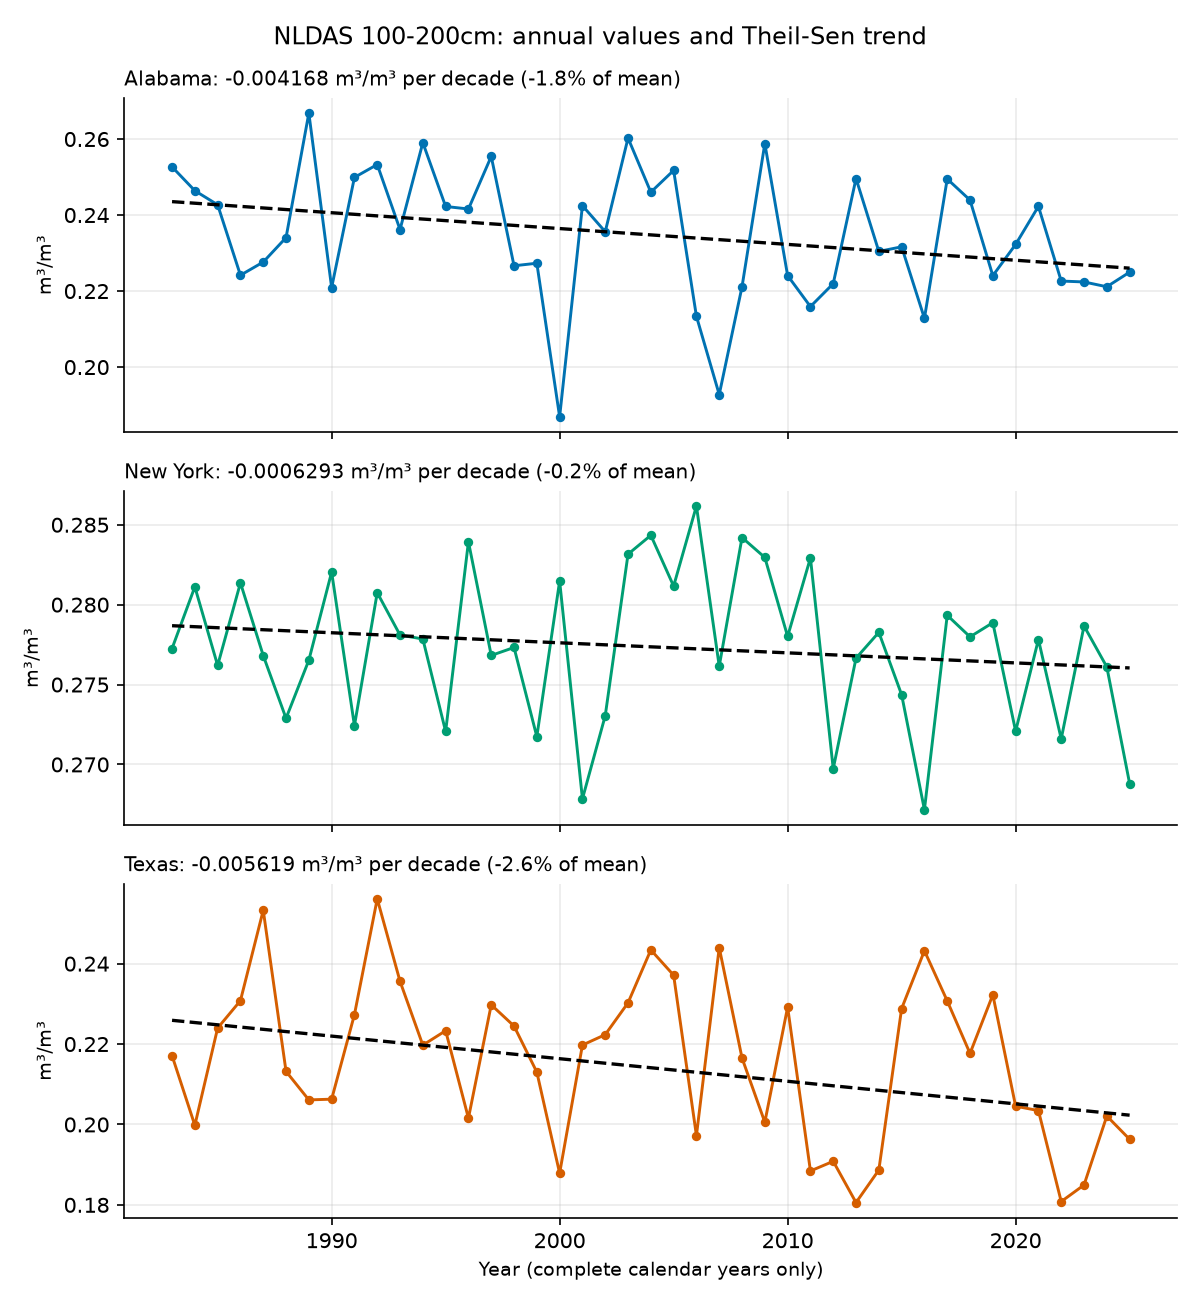 NLDAS 100-200cm: annual values and Theil-Sen trend
Alabama: -0.004168 m³/m³ per decade (-1.8% of mean)
0.26
0.24
0.22
0.20
m³/m³
New York: -0.0006293 m³/m³ per decade (-0.2% of mean)
0.285
0.280
0.275
0.270
m³/m³
Texas: -0.005619 m³/m³ per decade (-2.6% of mean)
0.24
0.22
0.20
0.18
m³/m³
1990 2000 2010 2020
Year (complete calendar years only)